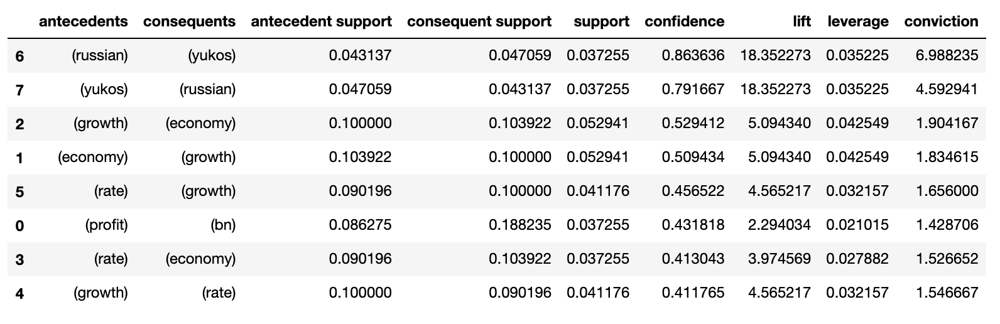 antecedents consequents antecedent support consequent support support confidence lift leverage conviction
6 (russian) (yukos) 0.043137 0.047059 0.037255 0.863636 18.352273 0.035225 6.988235
7 (yukos) (russian) 0.047059 0.043137 0.037255 0.791667 18.352273 0.035225 4.592941
2 (growth) (economy) 0.100000 0.103922 0.052941 0.529412 5.094340 0.042549 1.904167
1 (economy) (growth) 0.103922 0.100000 0.052941 0.509434 5.094340 0.042549 1.834615
5 (rate) (growth) 0.090196 0.100000 0.041176 0.456522 4.565217 0.032157 1.656000
0 (profit) (bn) 0.086275 0.188235 0.037255 0.431818 2.294034 0.021015 1.428706
3 (rate) (economy) 0.090196 0.103922 0.037255 0.413043 3.974569 0.027882 1.526652
4 (growth) (rate) 0.100000 0.090196 0.041176 0.411765 4.565217 0.032157 1.546667